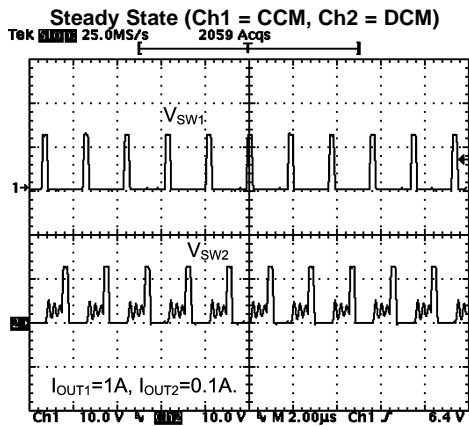 Steady State (Ch1 = CCM, Ch2 = DCM)
Tek Stop 25.0MS/s 2059 Acqs
VSW1
1→
VSW2
2→
IOUT1=1A, IOUT2=0.1A.
Ch1 10.0 V Ch2 10.0 V M 2.00µs Ch1 6.4 V